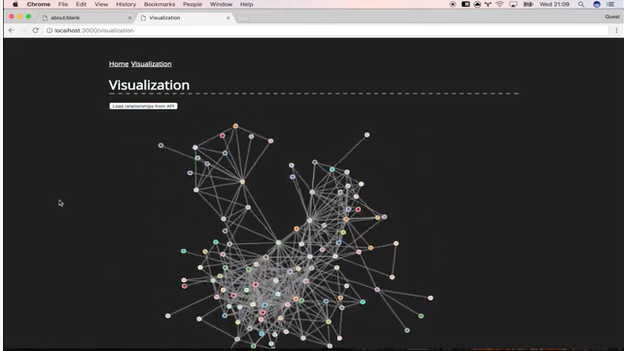 Chrome File Edit View History Bookmarks People Window Help Wed 21:09
about:blank Visualization Guest
localhost:3000/visualization
Home Visualization
Visualization
Load relationships from API